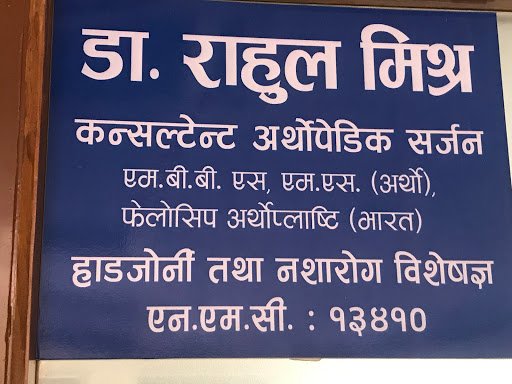 डा. राहुल मिश्र
कन्सल्टेन्ट अर्थोपेडिक सर्जन
एम.बी.बी. एस, एम.एस. (अर्थो),
फेलोसिप अर्थोप्लाष्टि (भारत)
हाडजोर्नी तथा नशारोग विशेषज्ञ
एन.एम.सी. : १३४१०